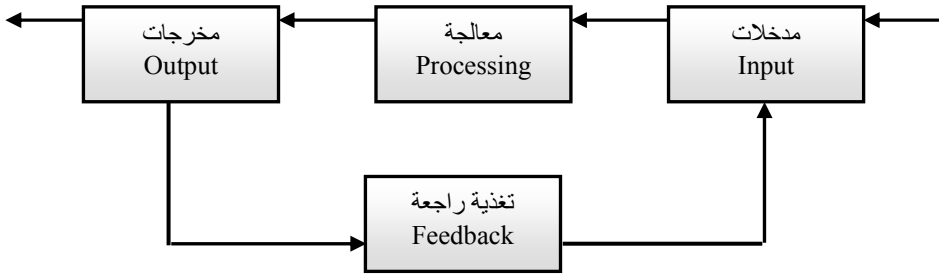 مدخلات
Input
معالجة
Processing
مخرجات
Output
تغذية راجعة
Feedback